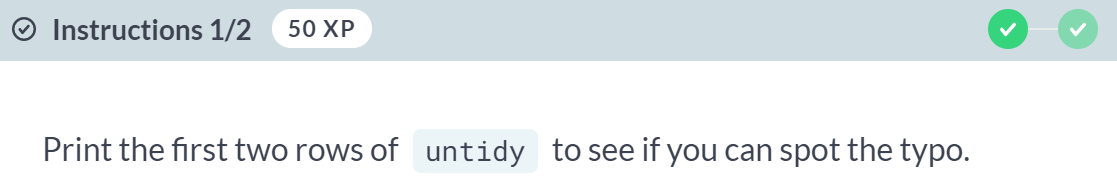 Instructions 1/2 50 XP
Print the first two rows of untidy to see if you can spot the typo.